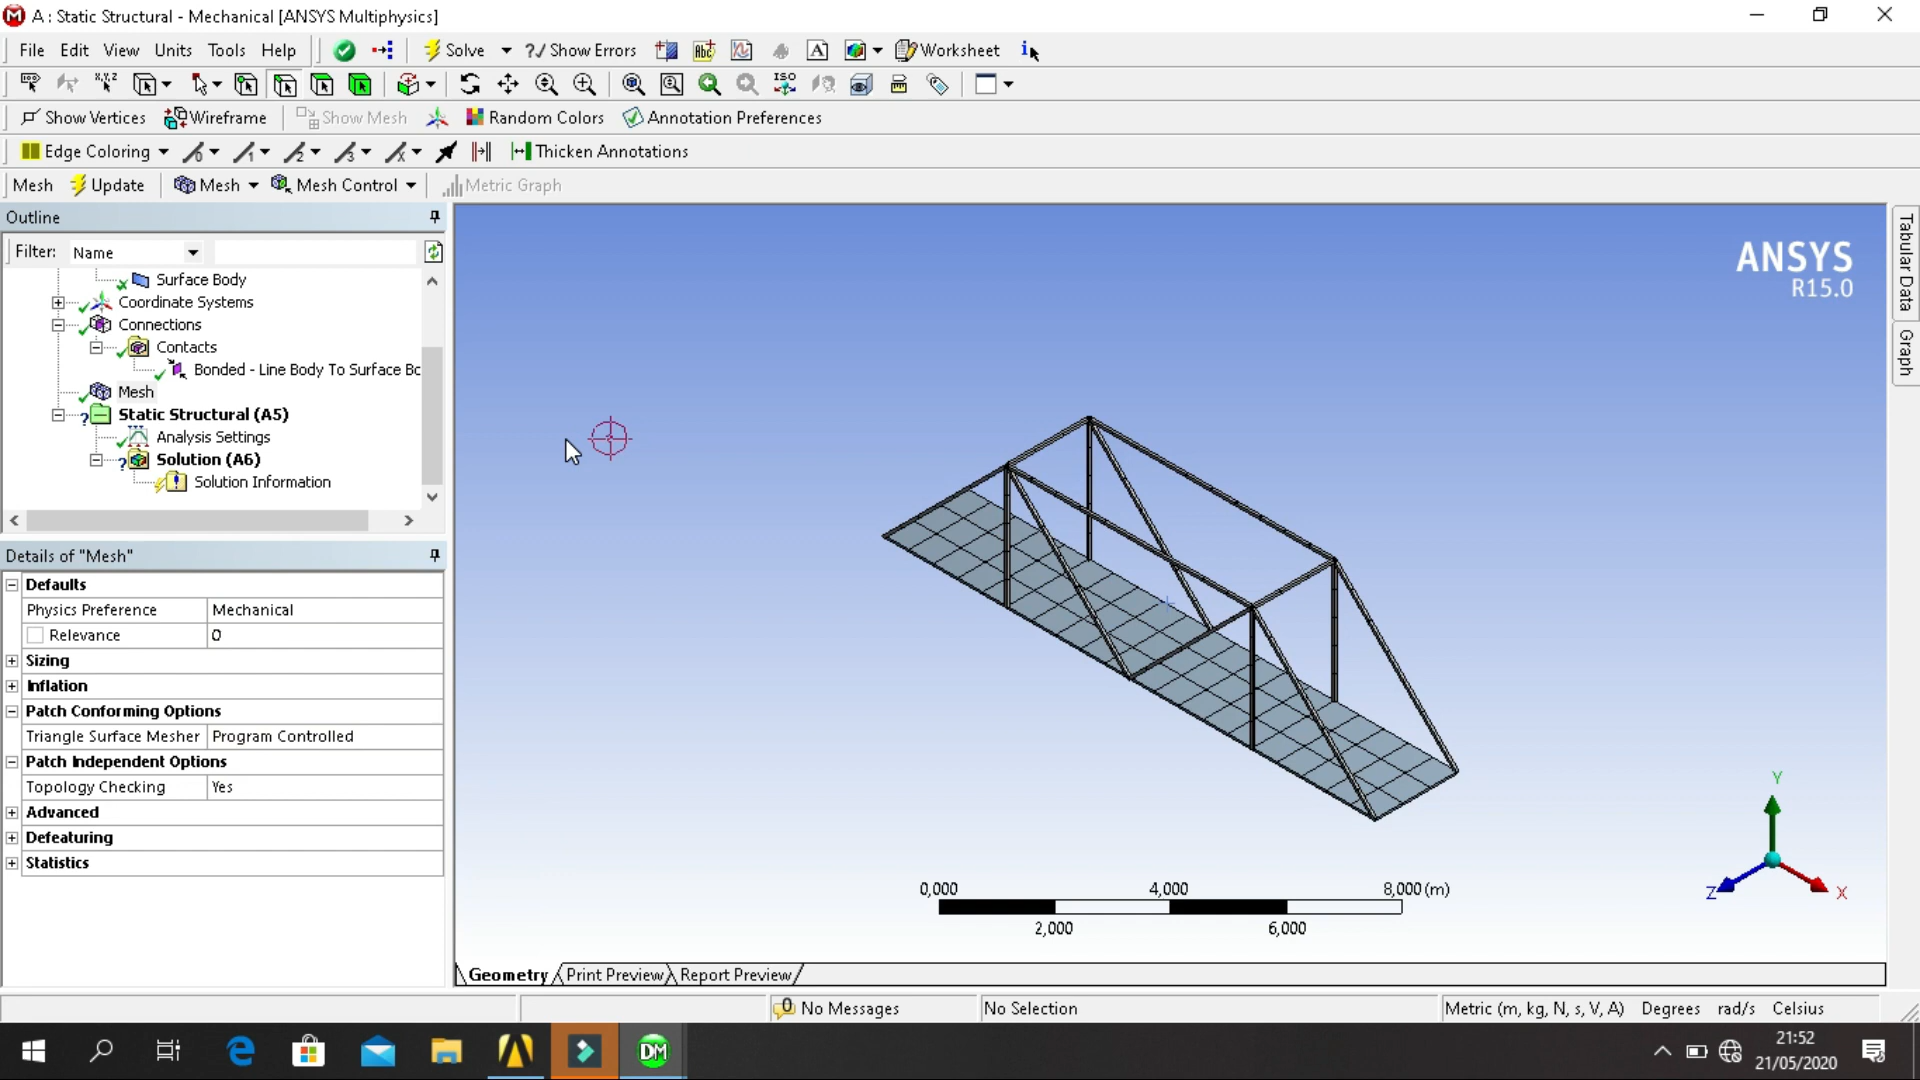 A : Static Structural - Mechanical [ANSYS Multiphysics]
File Edit View Units Tools Help Solve ?/ Show Errors Worksheet
Show Vertices Wireframe Show Mesh Random Colors Annotation Preferences
Edge Coloring Thicken Annotations
Mesh Update Mesh Mesh Control Metric Graph
Outline
Filter: Name
Surface Body
Coordinate Systems
Connections
Contacts
Bonded - Line Body To Surface Bo
Mesh
Static Structural (A5)
Analysis Settings
Solution (A6)
Solution Information
Details of "Mesh"
Defaults
Physics Preference Mechanical
Relevance 0
Sizing
Inflation
Patch Conforming Options
Triangle Surface Mesher Program Controlled
Patch Independent Options
Topology Checking Yes
Advanced
Defeaturing
Statistics
ANSYS
R15.0
Tabular Data
Graph
0,000 4,000 8,000 (m)
2,000 6,000
Y
Z X
Geometry Print Preview Report Preview
No Messages No Selection Metric (m, kg, N, s, V, A) Degrees rad/s Celsius
DM
21:52
21/05/2020